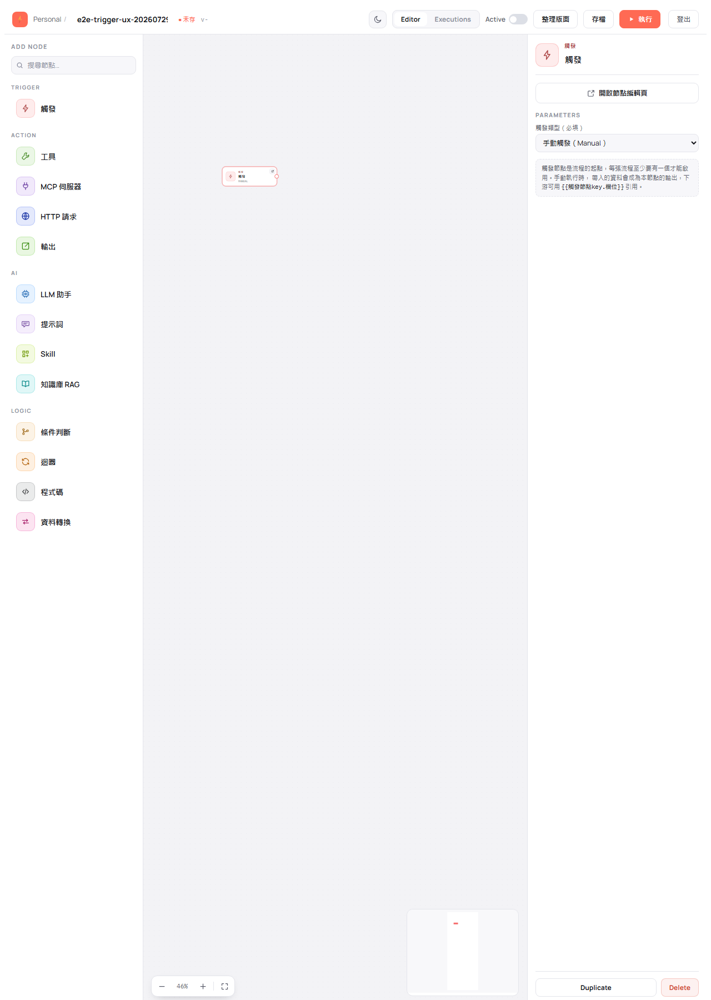 Personal /
e2e-trigger-ux-20260729
未存
v -
Editor
Executions
Active
整理版面
存檔
執行
登出
ADD NODE
搜尋節點...
TRIGGER
觸發
ACTION
工具
MCP 伺服器
HTTP 請求
輸出
AI
LLM 助手
提示詞
Skill
知識庫 RAG
LOGIC
條件判斷
迴圈
程式碼
資料轉換
觸發
觸發
MANUAL
46%
觸發
觸發
開啟節點編輯頁
PARAMETERS
觸發類型（必填）
手動觸發（Manual）
觸發節點是流程的起點，每張流程至少要有一個才能啟
用。手動執行時， 帶入的資料會成為本節點的輸出，下
游可用 {{觸發節點key.欄位}} 引用。
Duplicate
Delete